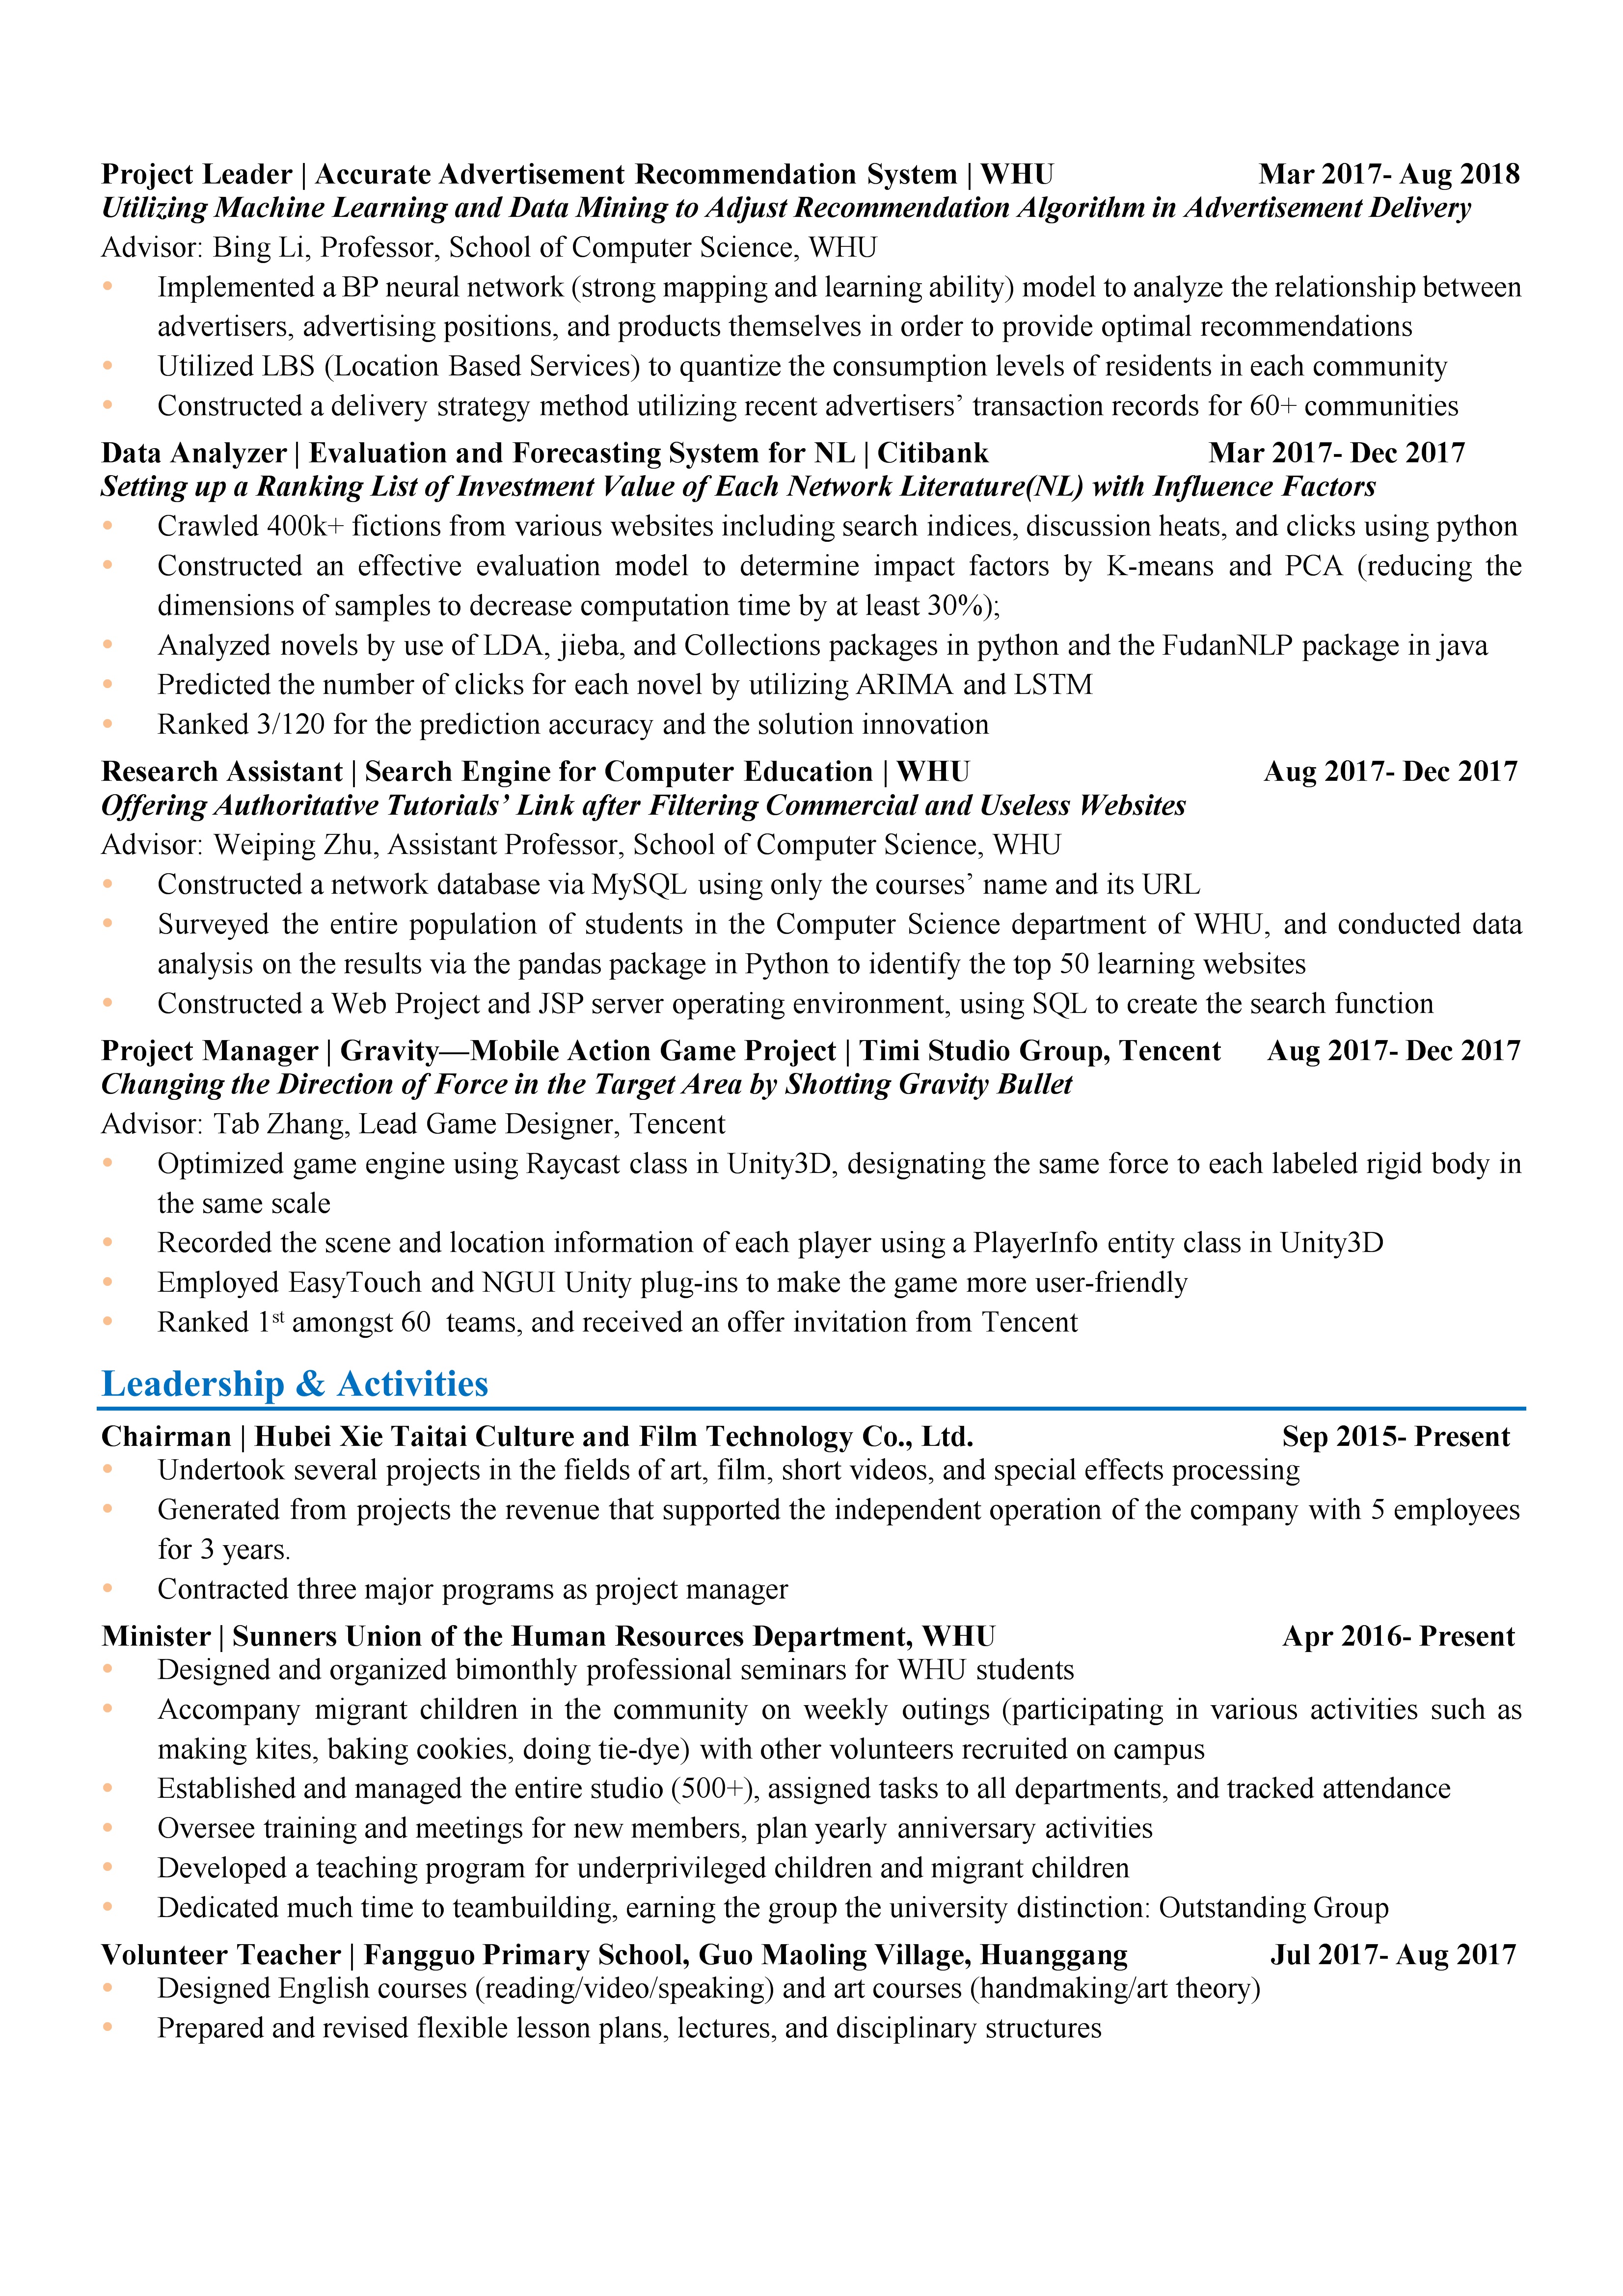 Project Leader | Accurate Advertisement Recommendation System | WHU Mar 2017- Aug 2018
Utilizing Machine Learning and Data Mining to Adjust Recommendation Algorithm in Advertisement Delivery
Advisor: Bing Li, Professor, School of Computer Science, WHU
• Implemented a BP neural network (strong mapping and learning ability) model to analyze the relationship between
advertisers, advertising positions, and products themselves in order to provide optimal recommendations
• Utilized LBS (Location Based Services) to quantize the consumption levels of residents in each community
• Constructed a delivery strategy method utilizing recent advertisers’ transaction records for 60+ communities
Data Analyzer | Evaluation and Forecasting System for NL | Citibank Mar 2017- Dec 2017
Setting up a Ranking List of Investment Value of Each Network Literature(NL) with Influence Factors
• Crawled 400k+ fictions from various websites including search indices, discussion heats, and clicks using python
• Constructed an effective evaluation model to determine impact factors by K-means and PCA (reducing the
dimensions of samples to decrease computation time by at least 30%);
• Analyzed novels by use of LDA, jieba, and Collections packages in python and the FudanNLP package in java
• Predicted the number of clicks for each novel by utilizing ARIMA and LSTM
• Ranked 3/120 for the prediction accuracy and the solution innovation
Research Assistant | Search Engine for Computer Education | WHU Aug 2017- Dec 2017
Offering Authoritative Tutorials’ Link after Filtering Commercial and Useless Websites
Advisor: Weiping Zhu, Assistant Professor, School of Computer Science, WHU
• Constructed a network database via MySQL using only the courses’ name and its URL
• Surveyed the entire population of students in the Computer Science department of WHU, and conducted data
analysis on the results via the pandas package in Python to identify the top 50 learning websites
• Constructed a Web Project and JSP server operating environment, using SQL to create the search function
Project Manager | Gravity—Mobile Action Game Project | Timi Studio Group, Tencent Aug 2017- Dec 2017
Changing the Direction of Force in the Target Area by Shotting Gravity Bullet
Advisor: Tab Zhang, Lead Game Designer, Tencent
• Optimized game engine using Raycast class in Unity3D, designating the same force to each labeled rigid body in
the same scale
• Recorded the scene and location information of each player using a PlayerInfo entity class in Unity3D
• Employed EasyTouch and NGUI Unity plug-ins to make the game more user-friendly
• Ranked 1st amongst 60 teams, and received an offer invitation from Tencent
Leadership & Activities
Chairman | Hubei Xie Taitai Culture and Film Technology Co., Ltd. Sep 2015- Present
• Undertook several projects in the fields of art, film, short videos, and special effects processing
• Generated from projects the revenue that supported the independent operation of the company with 5 employees
for 3 years.
• Contracted three major programs as project manager
Minister | Sunners Union of the Human Resources Department, WHU Apr 2016- Present
• Designed and organized bimonthly professional seminars for WHU students
• Accompany migrant children in the community on weekly outings (participating in various activities such as
making kites, baking cookies, doing tie-dye) with other volunteers recruited on campus
• Established and managed the entire studio (500+), assigned tasks to all departments, and tracked attendance
• Oversee training and meetings for new members, plan yearly anniversary activities
• Developed a teaching program for underprivileged children and migrant children
• Dedicated much time to teambuilding, earning the group the university distinction: Outstanding Group
Volunteer Teacher | Fangguo Primary School, Guo Maoling Village, Huanggang Jul 2017- Aug 2017
• Designed English courses (reading/video/speaking) and art courses (handmaking/art theory)
• Prepared and revised flexible lesson plans, lectures, and disciplinary structures